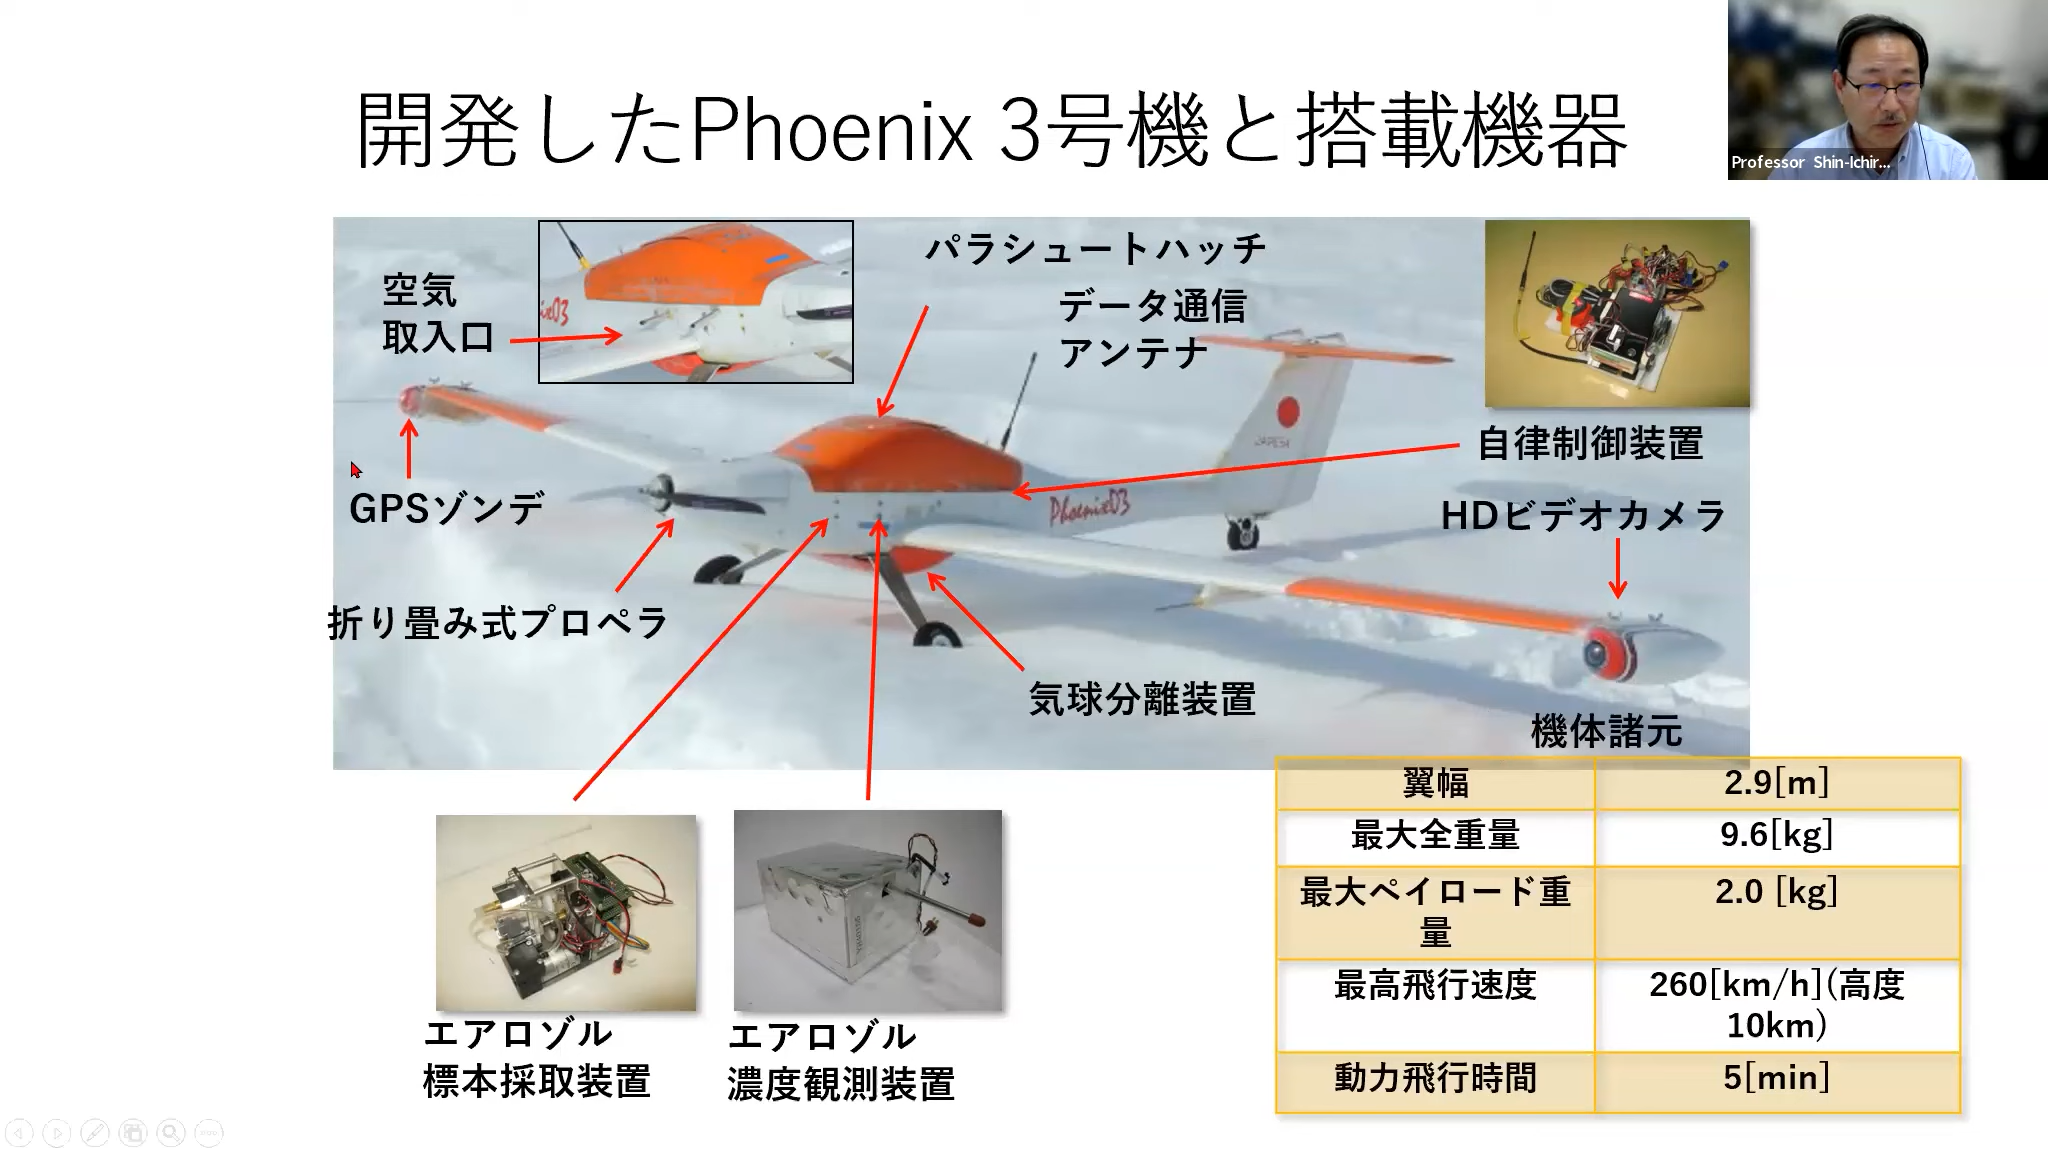 開発したPhoenix 3号機と搭載機器
Professor Shin-Ichir...
空気
取入口
パラシュートハッチ
データ通信
アンテナ
自律制御装置
GPSゾンデ
HDビデオカメラ
Phoenix03
折り畳み式プロペラ
気球分離装置
機体諸元
翼幅 2.9[m]
最大全重量 9.6[kg]
最大ペイロード重
量 2.0 [kg]
最高飛行速度 260[km/h](高度
10km)
動力飛行時間 5[min]
エアロゾル
標本採取装置
エアロゾル
濃度観測装置